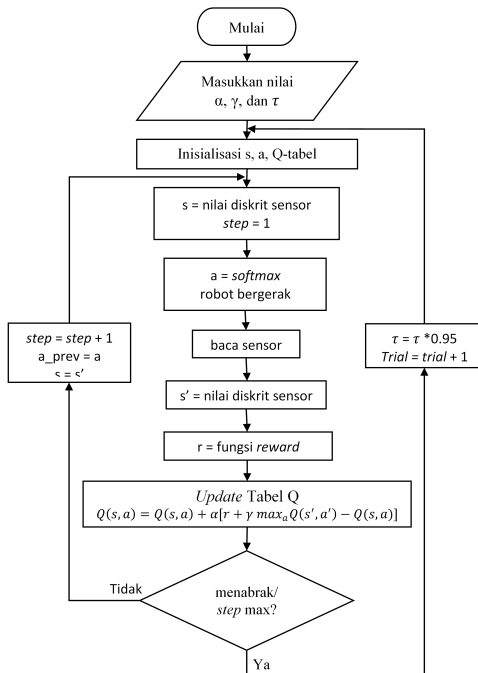 Mulai
Masukkan nilai
α, γ, dan τ
Inisialisasi s, a, Q-tabel
s = nilai diskrit sensor
step = 1
a = softmax
robot bergerak
baca sensor
s' = nilai diskrit sensor
r = fungsi reward
Update Tabel Q
Q(s, a) = Q(s, a) + α[r + γ maxₐQ(s', a') − Q(s, a)]
menabrak/
step max?
Tidak
Ya
step = step + 1
a_prev = a
s = s'
τ = τ *0.95
Trial = trial + 1